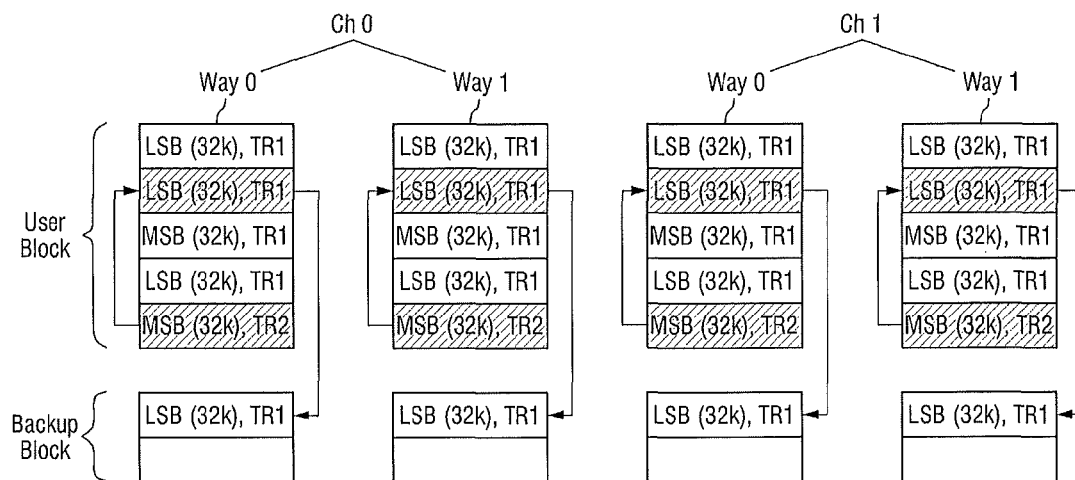 Ch 0 Ch 1
Way 0 Way 1 Way 0 Way 1
LSB (32k), TR1 LSB (32k), TR1 LSB (32k), TR1 LSB (32k), TR1
LSB (32k), TR1 LSB (32k), TR1 LSB (32k), TR1 LSB (32k), TR1
User
Block
MSB (32k), TR1 MSB (32k), TR1 MSB (32k), TR1 MSB (32k), TR1
LSB (32k), TR1 LSB (32k), TR1 LSB (32k), TR1 LSB (32k), TR1
MSB (32k), TR2 MSB (32k), TR2 MSB (32k), TR2 MSB (32k), TR2
Backup
Block
LSB (32k), TR1 LSB (32k), TR1 LSB (32k), TR1 LSB (32k), TR1